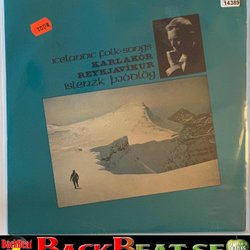 14389
icelandic folk-songs
KARLAKÓR
REYKJAVÍKUR
íslenzk þjóðlög
BackBeat.se